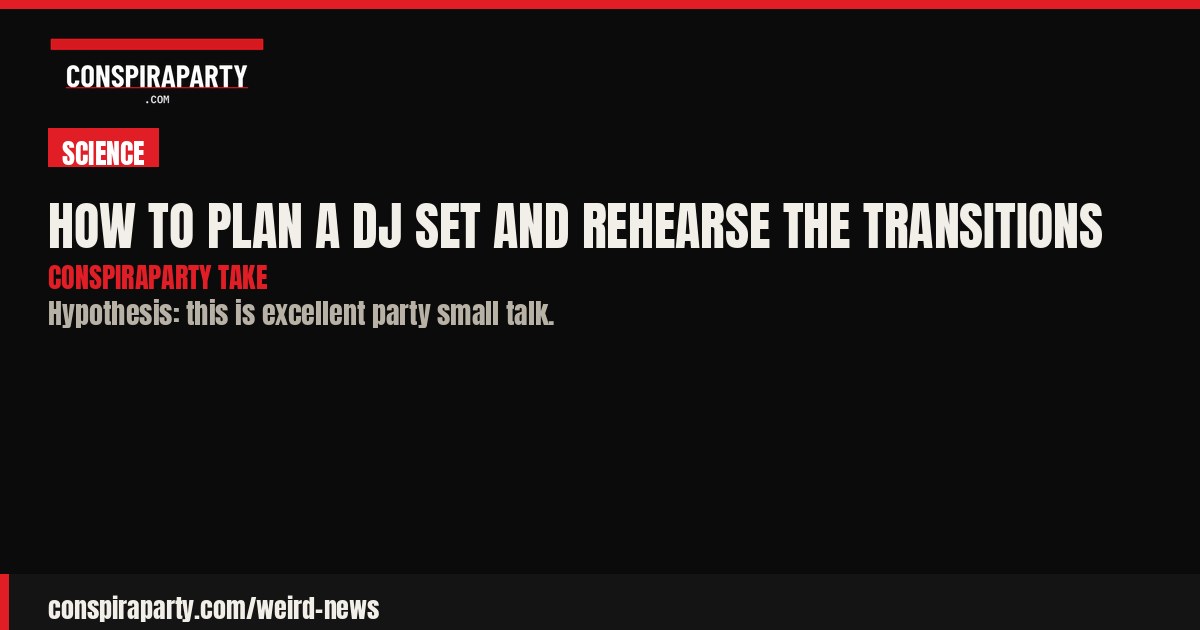 CONSPIRAPARTY
.COM
SCIENCE
HOW TO PLAN A DJ SET AND REHEARSE THE TRANSITIONS
CONSPIRAPARTY TAKE
Hypothesis: this is excellent party small talk.
conspiraparty.com/weird-news